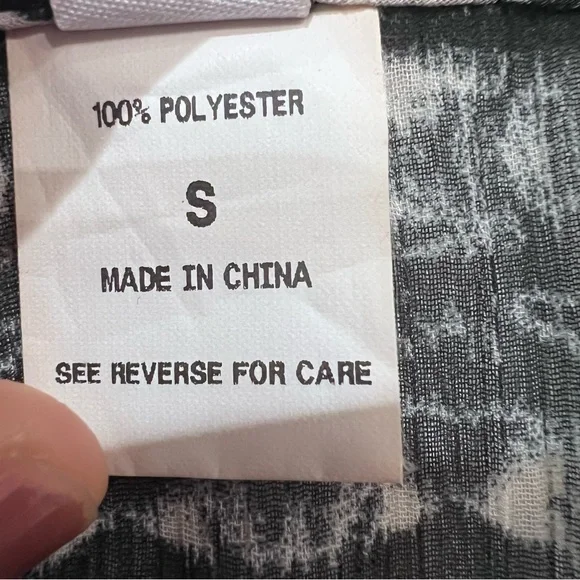 100% POLYESTER
S
MADE IN CHINA
SEE REVERSE FOR CARE